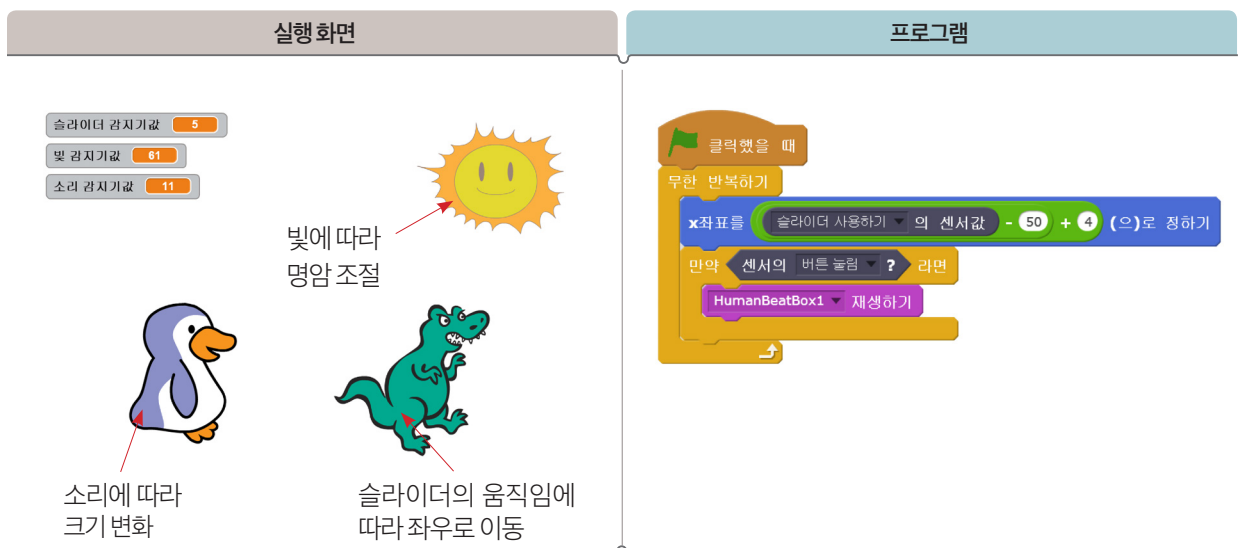 실행 화면
프로그램
슬라이더 감지기값 5
빛 감지기값 61
소리 감지기값 11
빛에 따라
명암 조절
소리에 따라
크기 변화
슬라이더의 움직임에
따라 좌우로 이동
클릭했을 때
무한 반복하기
x좌표를 슬라이더 사용하기 의 센서값 - 50 + 4 (으)로 정하기
만약 센서의 버튼 눌림 ? 라면
HumanBeatBox1 재생하기